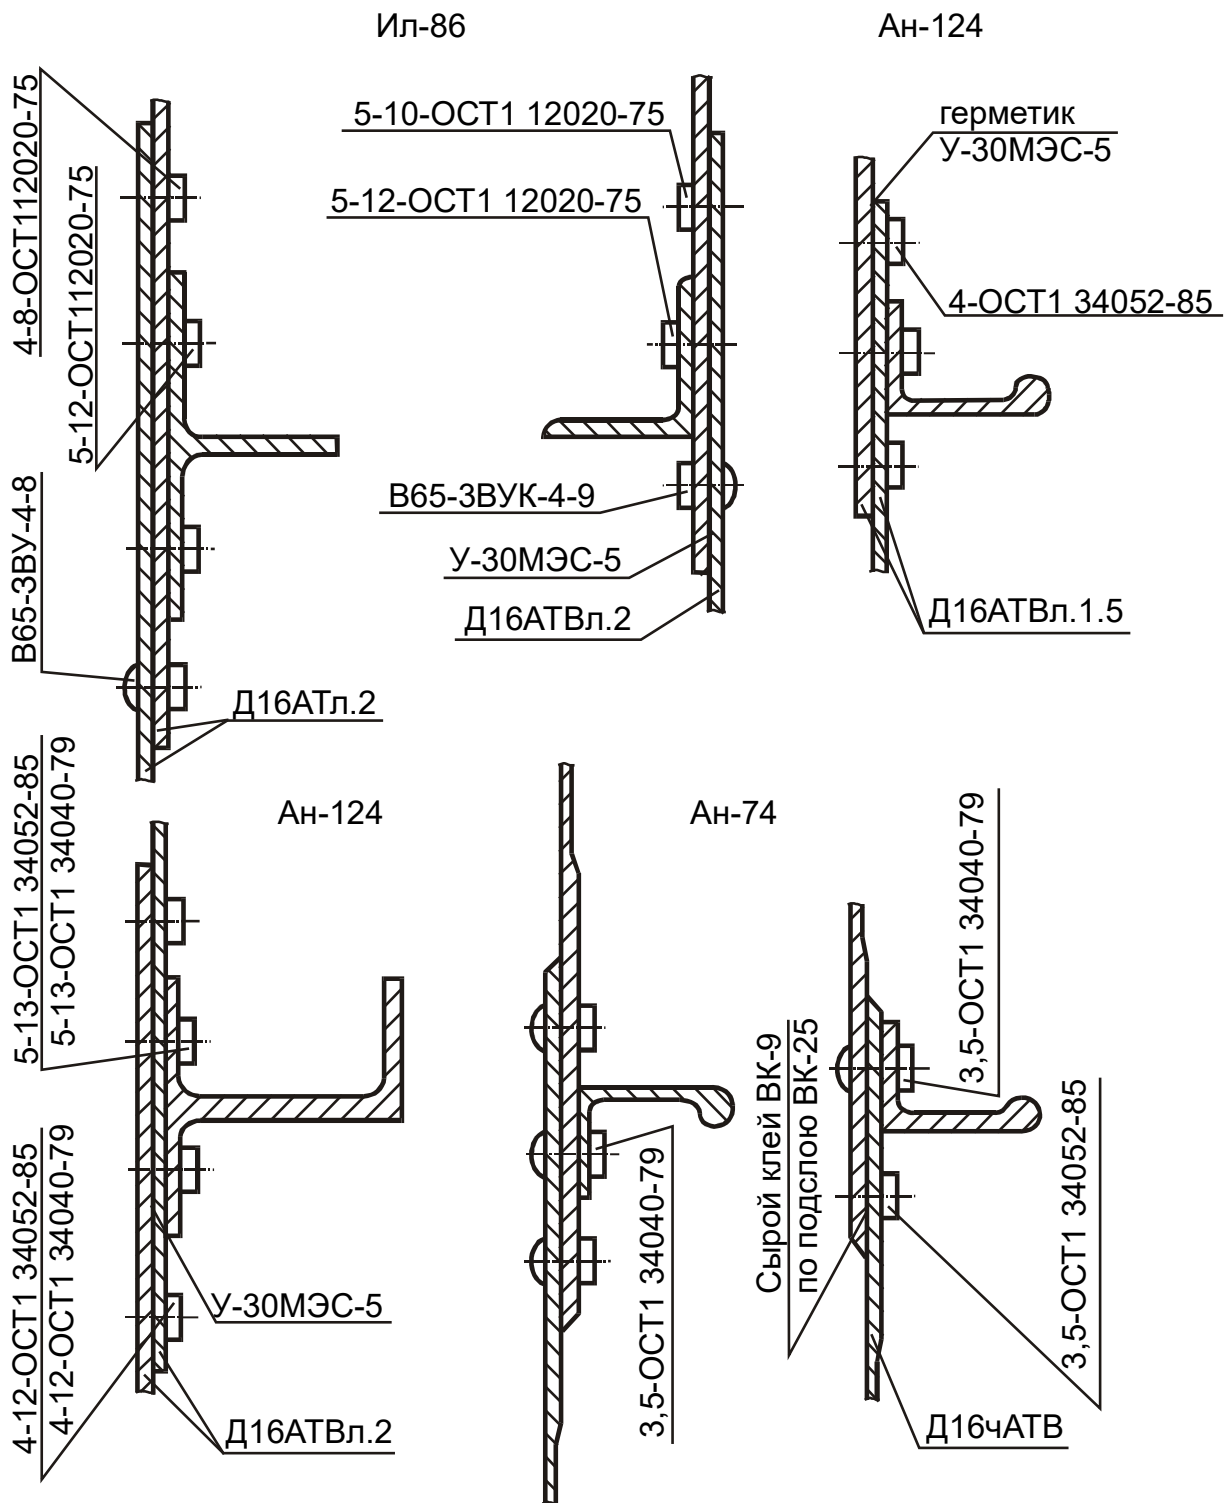 Ил-86
Ан-124
4-8-ОСТ112020-75
5-12-ОСТ112020-75
В65-3ВУ-4-8
Д16АТл.2
5-10-ОСТ1 12020-75
5-12-ОСТ1 12020-75
В65-3ВУК-4-9
У-30МЭС-5
Д16АТВл.2
герметик
У-30МЭС-5
4-ОСТ1 34052-85
Д16АТВл.1.5
Ан-124
Ан-74
5-13-ОСТ1 34052-85
5-13-ОСТ1 34040-79
4-12-ОСТ1 34052-85
4-12-ОСТ1 34040-79
У-30МЭС-5
Д16АТВл.2
3,5-ОСТ1 34040-79
Сырой клей ВК-9
по подслою ВК-25
3,5-ОСТ1 34040-79
3,5-ОСТ1 34052-85
Д16чАТВ